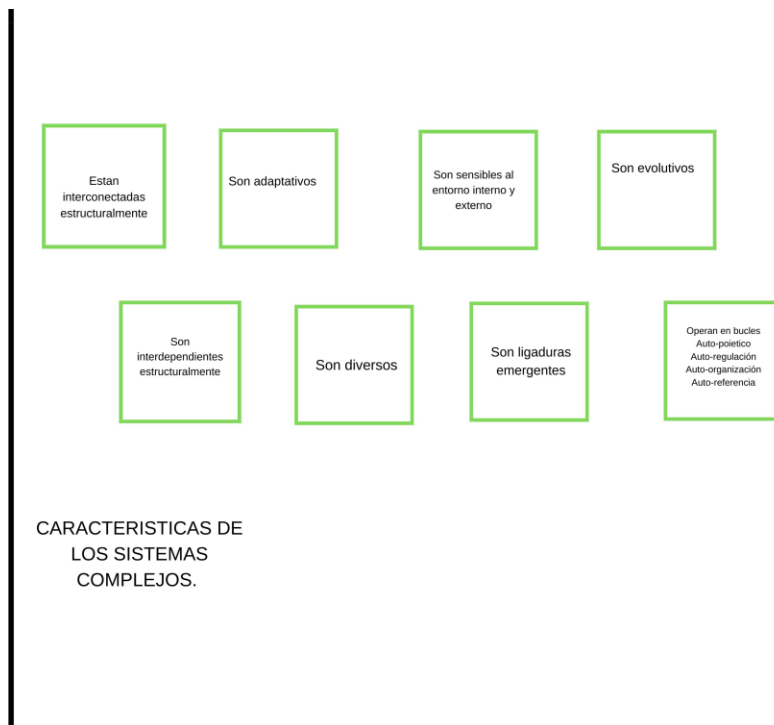 Estan
interconectadas
estructuralmente
Son adaptativos
Son sensibles al
entorno interno y
externo
Son evolutivos
Son
interdependientes
estructuralmente
Son diversos
Son ligaduras
emergentes
Operan en bucles
Auto-poietico
Auto-regulación
Auto-organización
Auto-referencia
CARACTERISTICAS DE
LOS SISTEMAS
COMPLEJOS.